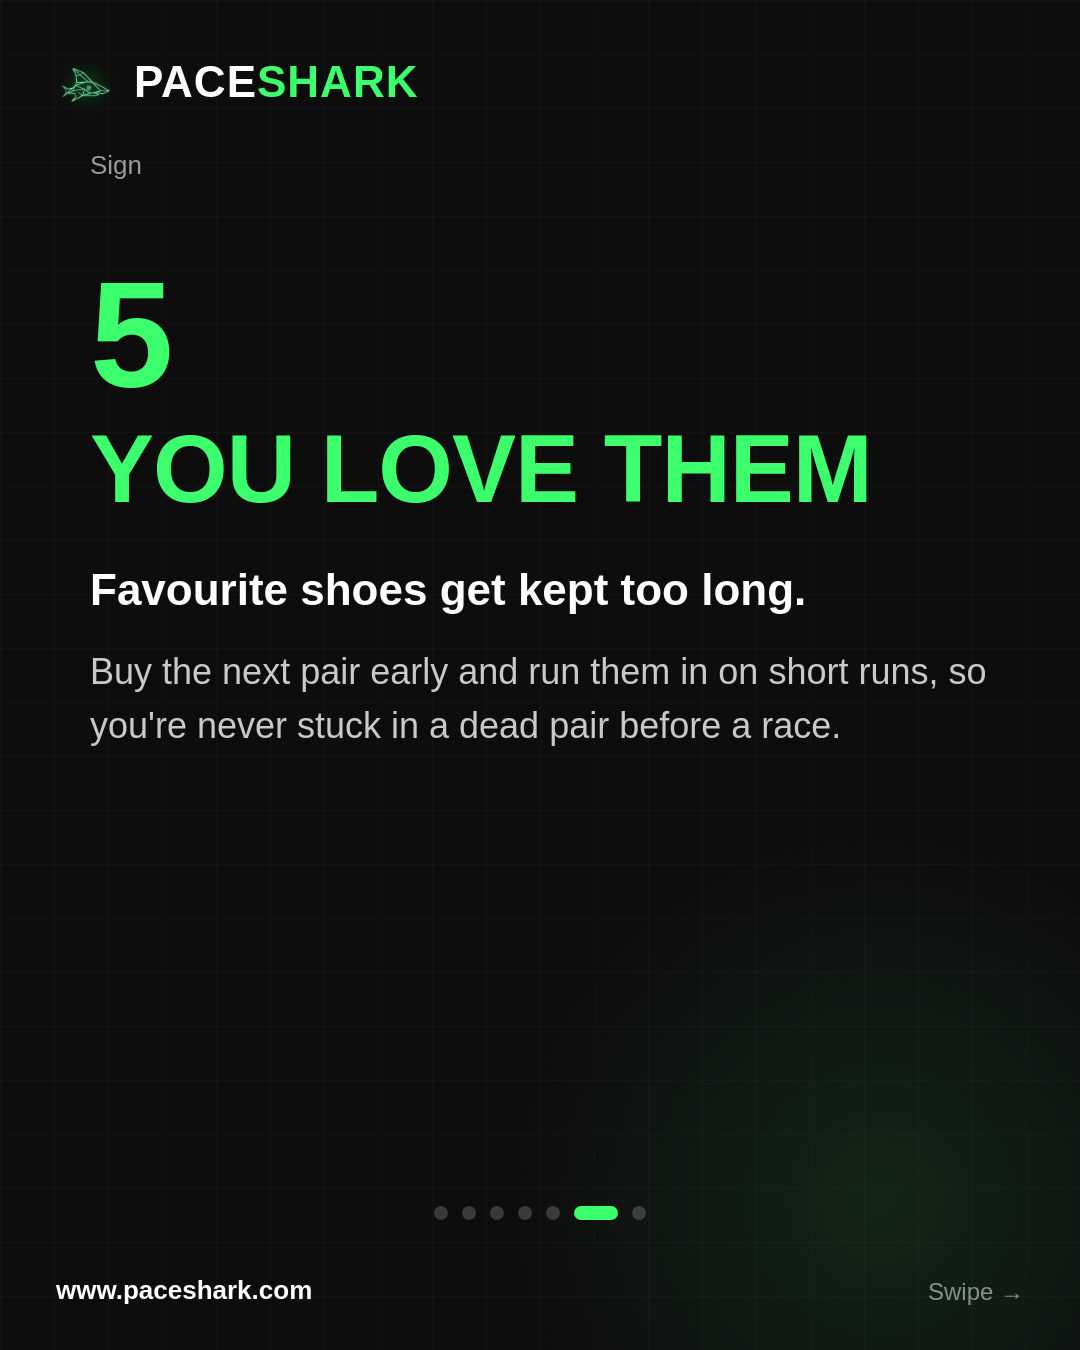 PACESHARK
Sign
5
YOU LOVE THEM
Favourite shoes get kept too long.
Buy the next pair early and run them in on short runs, so
you're never stuck in a dead pair before a race.
www.paceshark.com
Swipe →